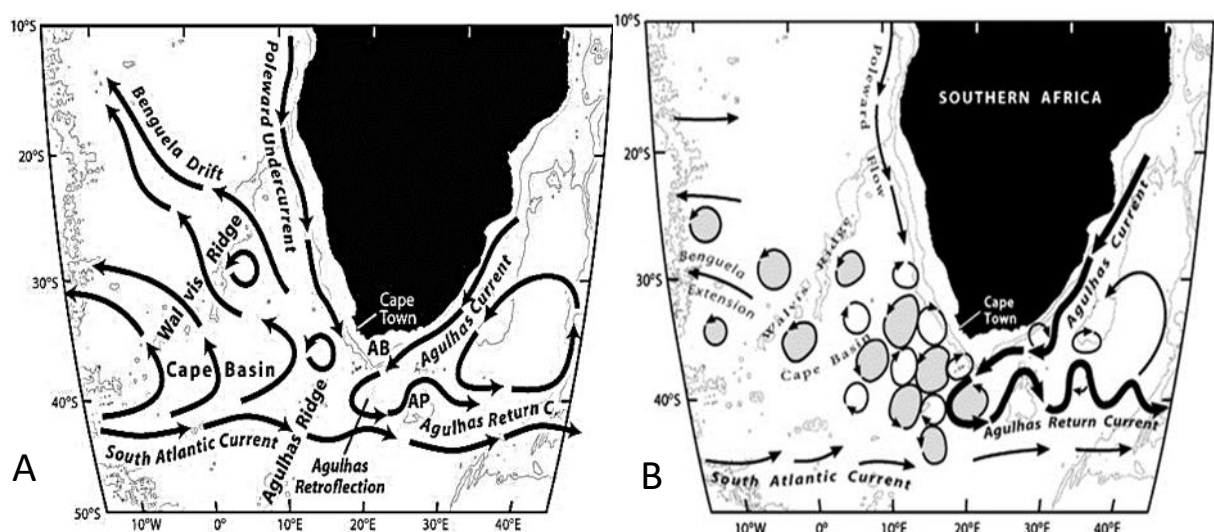 10°S
20°S
30°S
40°S
50°S
10°W
0°
10°E
20°E
30°E
40°E
Benguela Drift
Poleward Undercurrent
Walvis Ridge
Cape Basin
Cape
Town
AB
Agulhas Current
AP
Agulhas Return C.
South Atlantic Current
Agulhas Ridge
Agulhas
Retroflection
A
10°S
20°S
30°S
40°S
10°W
0°
10°E
20°E
30°E
40°E
Poleward Flow
SOUTHERN AFRICA
Benguela
Extension
Walvis Ridge
Cape Basin
Cape
Town
Agulhas Current
Agulhas Return Current
South Atlantic Current
B